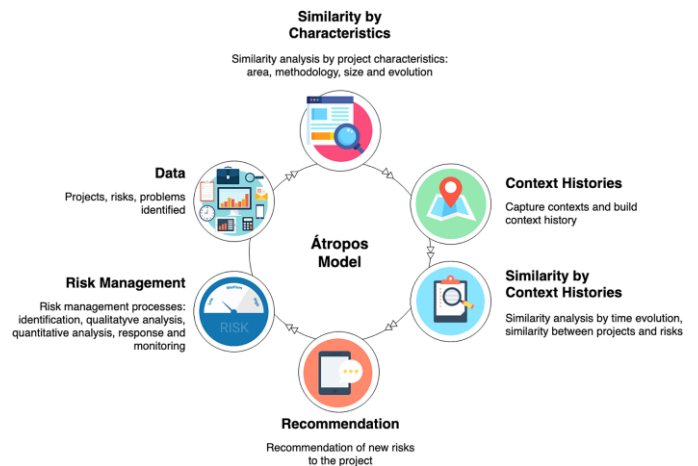 Similarity by
Characteristics
Similarity analysis by project characteristics:
area, methodology, size and evolution
Data
Projects, risks, problems
identified
Context Histories
Capture contexts and build
context history
Átropos
Model
Risk Management
Risk management processes:
identification, qualitatyve analysis,
quantitative analysis, response and
monitoring
RISK
Similarity by
Context Histories
Similarity analysis by time evolution,
similarity between projects and risks
Recommendation
Recommendation of new risks
to the project